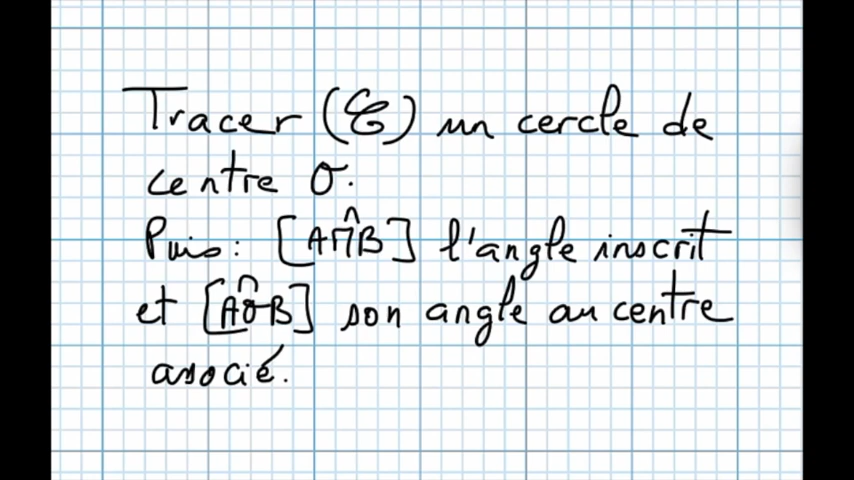 Tracer (𝒞) un cercle de
centre O.
Puis : [AM̂B] l'angle inscrit
et [AÔB] son angle au centre
associé.